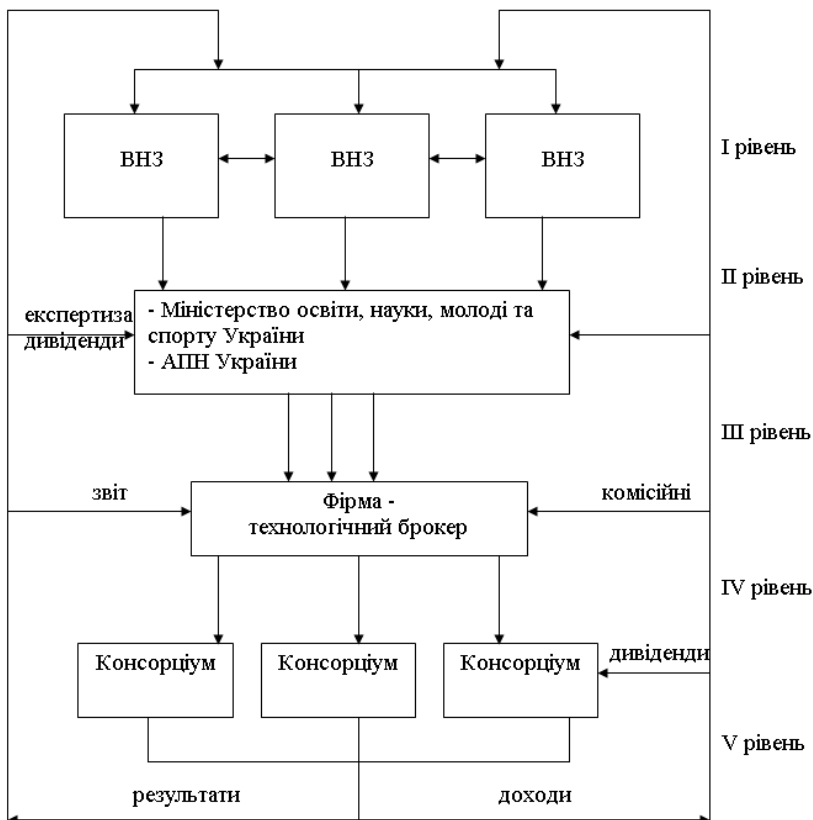 ВНЗ
ВНЗ
ВНЗ
І рівень
ІІ рівень
експертиза
дивіденди
- Міністерство освіти, науки, молоді та
спорту України
- АПН України
ІІІ рівень
звіт
Фірма -
технологічний брокер
комісійні
IV рівень
Консорціум
Консорціум
Консорціум
дивіденди
V рівень
результати
доходи